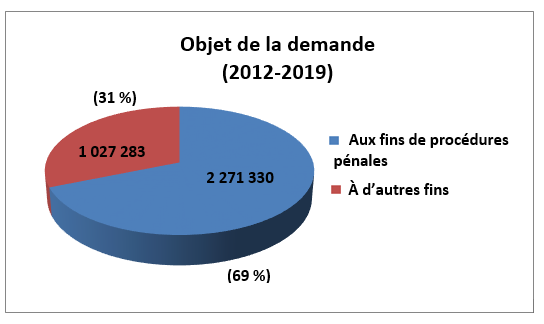 Objet de la demande
(2012-2019)
(31 %)
1 027 283
2 271 330
(69 %)
Aux fins de procédures
pénales
À d’autres fins